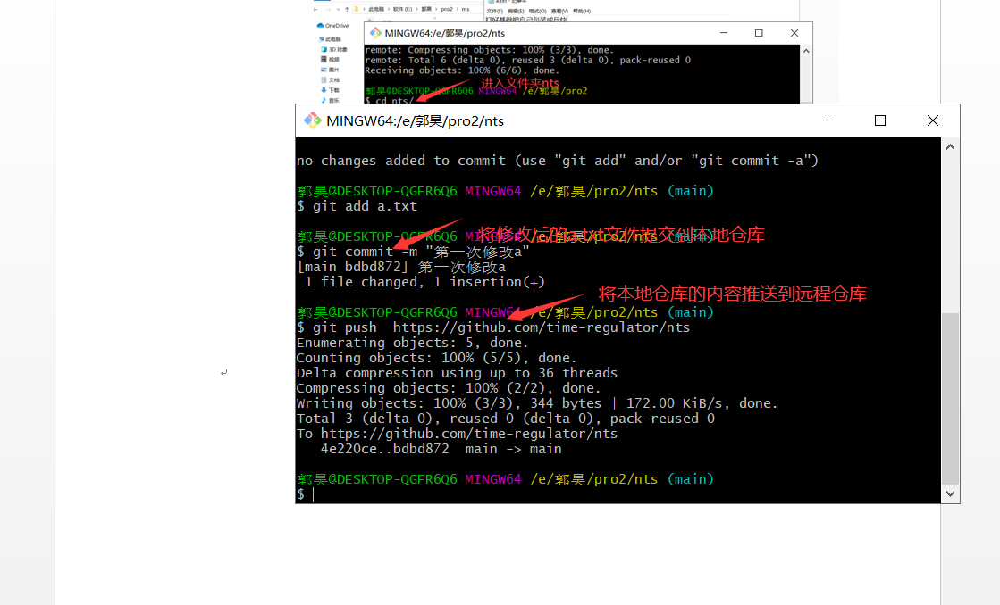 此电脑 › 软件 (E:) › 郭昊 › pro2 › nts
a.txt - 记事本
文件(F) 编辑(E) 格式(O) 查看(V) 帮助(H)
OneDrive
此电脑
3D 对象
视频
图片
文档
下载
音乐
MINGW64:/e/郭昊/pro2/nts
remote: Compressing objects: 100% (3/3), done.
remote: Total 6 (delta 0), reused 3 (delta 0), pack-reused 0
Receiving objects: 100% (6/6), done.
进入文件夹nts
郭昊@DESKTOP-QGFR6Q6 MINGW64 /e/郭昊/pro2
$ cd nts/
MINGW64:/e/郭昊/pro2/nts
no changes added to commit (use "git add" and/or "git commit -a")
郭昊@DESKTOP-QGFR6Q6 MINGW64 /e/郭昊/pro2/nts (main)
$ git add a.txt
郭昊@DESKTOP-QGFR6Q6 MINGW64 /e/郭昊/pro2/nts (main)
将修改后的a.txt文件提交到本地仓库
$ git commit -m "第一次修改a"
[main bdbd872] 第一次修改a
1 file changed, 1 insertion(+)
将本地仓库的内容推送到远程仓库
郭昊@DESKTOP-QGFR6Q6 MINGW64 /e/郭昊/pro2/nts (main)
$ git push  https://github.com/time-regulator/nts
Enumerating objects: 5, done.
Counting objects: 100% (5/5), done.
Delta compression using up to 36 threads
Compressing objects: 100% (2/2), done.
Writing objects: 100% (3/3), 344 bytes | 172.00 KiB/s, done.
Total 3 (delta 0), reused 0 (delta 0), pack-reused 0
To https://github.com/time-regulator/nts
4e220ce..bdbd872  main -> main
郭昊@DESKTOP-QGFR6Q6 MINGW64 /e/郭昊/pro2/nts (main)
$